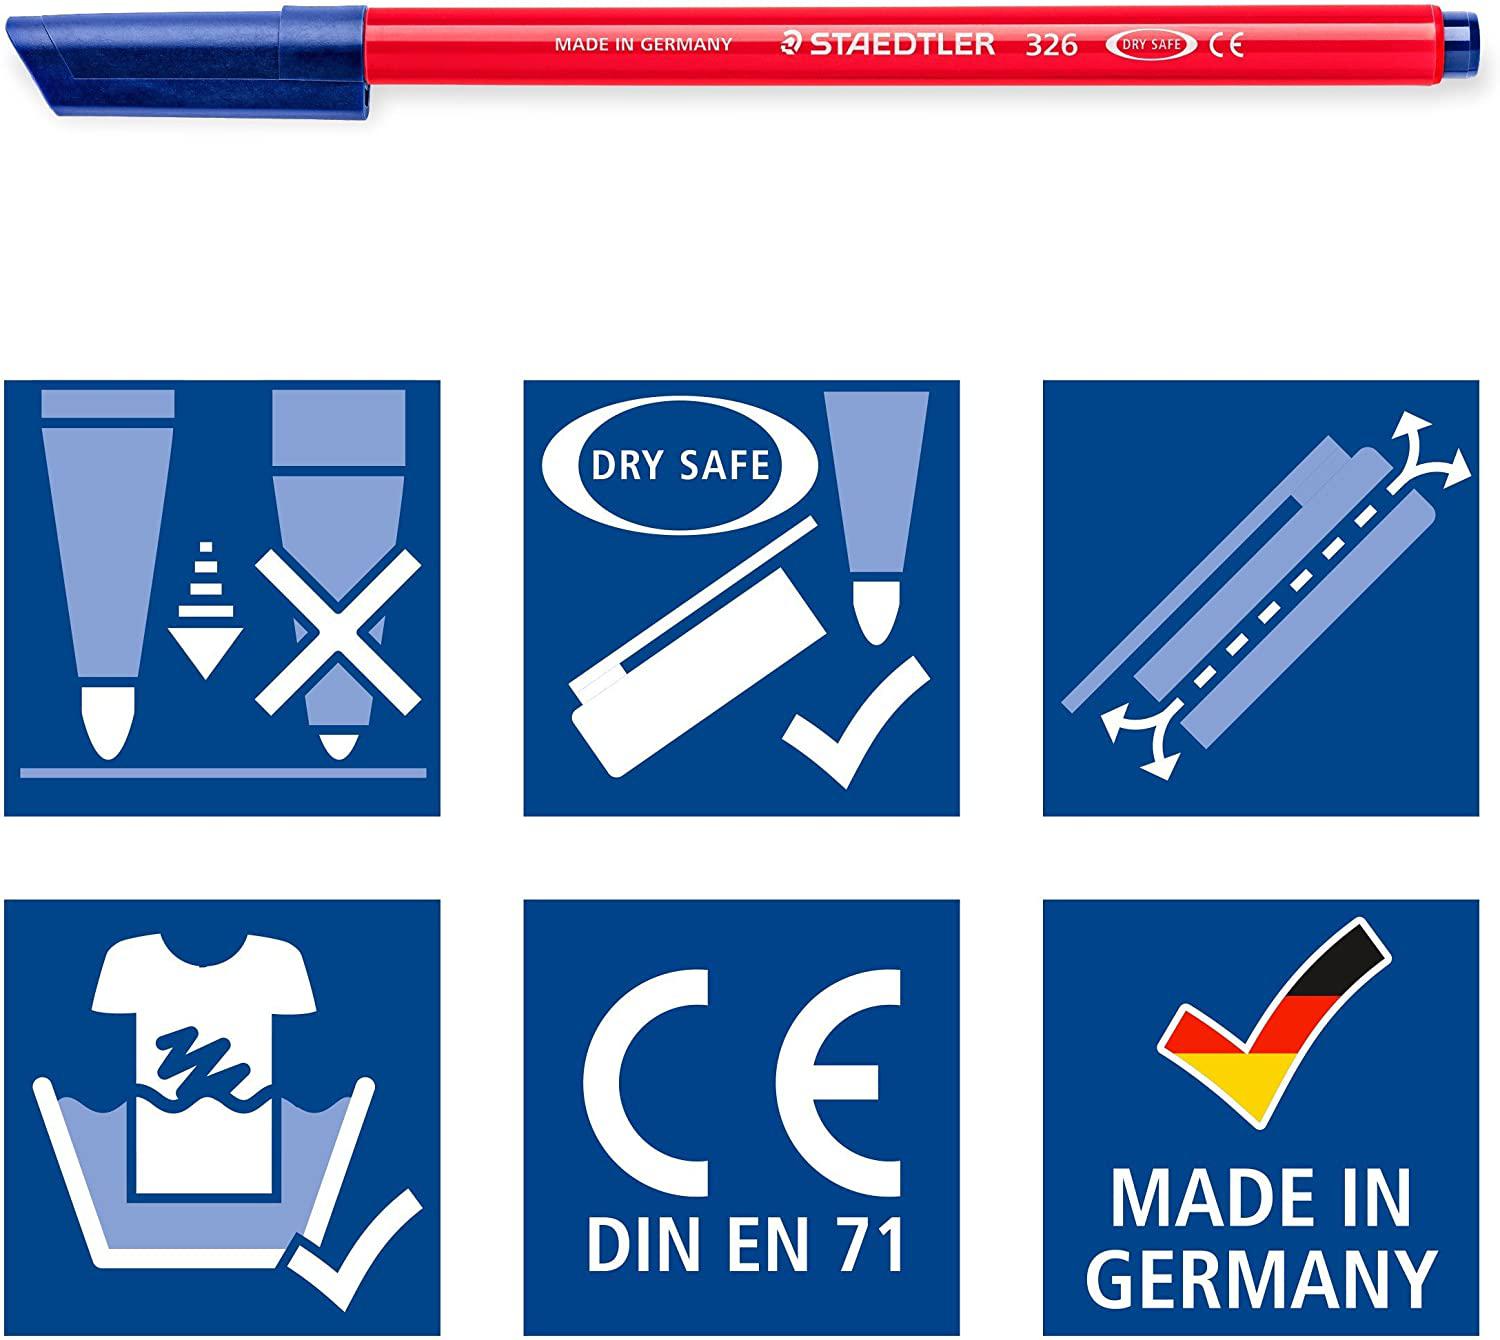 MADE IN GERMANY STAEDTLER 326 DRY SAFE CE
DRY SAFE
CE
DIN EN 71
MADE IN
GERMANY